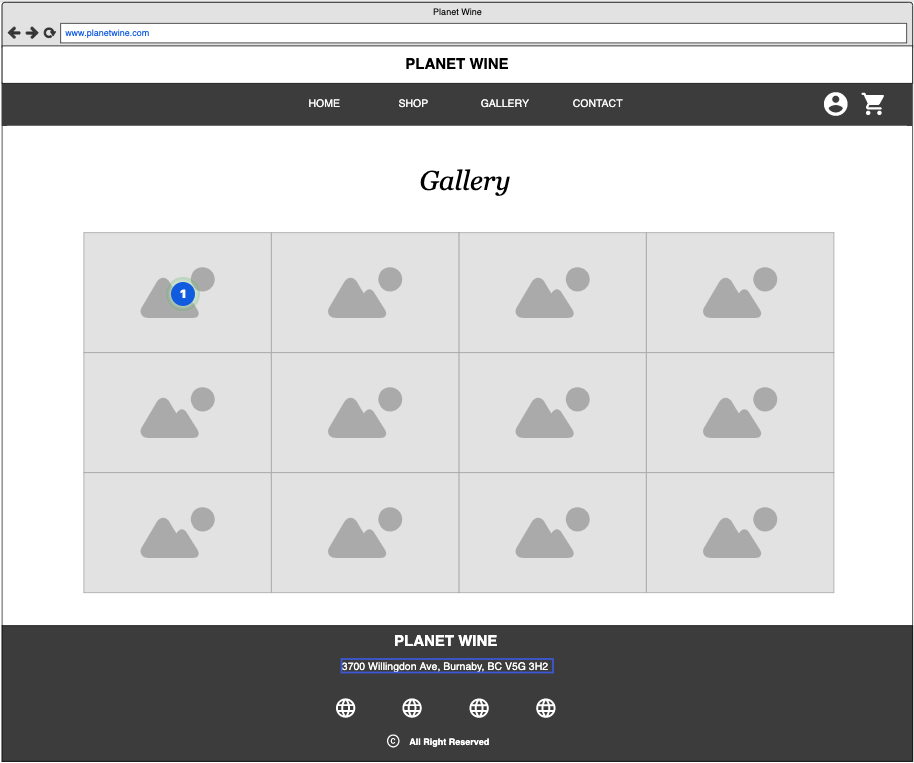 Planet Wine
www.planetwine.com
PLANET WINE
HOME SHOP GALLERY CONTACT
Gallery
1
PLANET WINE
3700 Willingdon Ave, Burnaby, BC V5G 3H2
© All Right Reserved